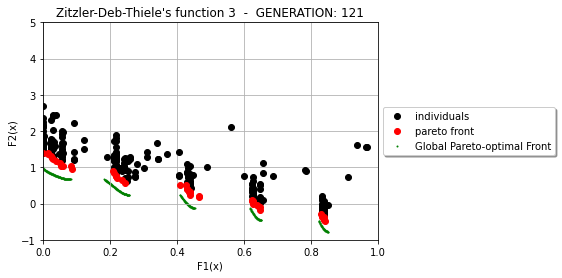 Zitzler-Deb-Thiele's function 3 - GENERATION: 121
5
4
3
2
1
0
−1
F2(x)
0.0 0.2 0.4 0.6 0.8 1.0
F1(x)
individuals
pareto front
Global Pareto-optimal Front